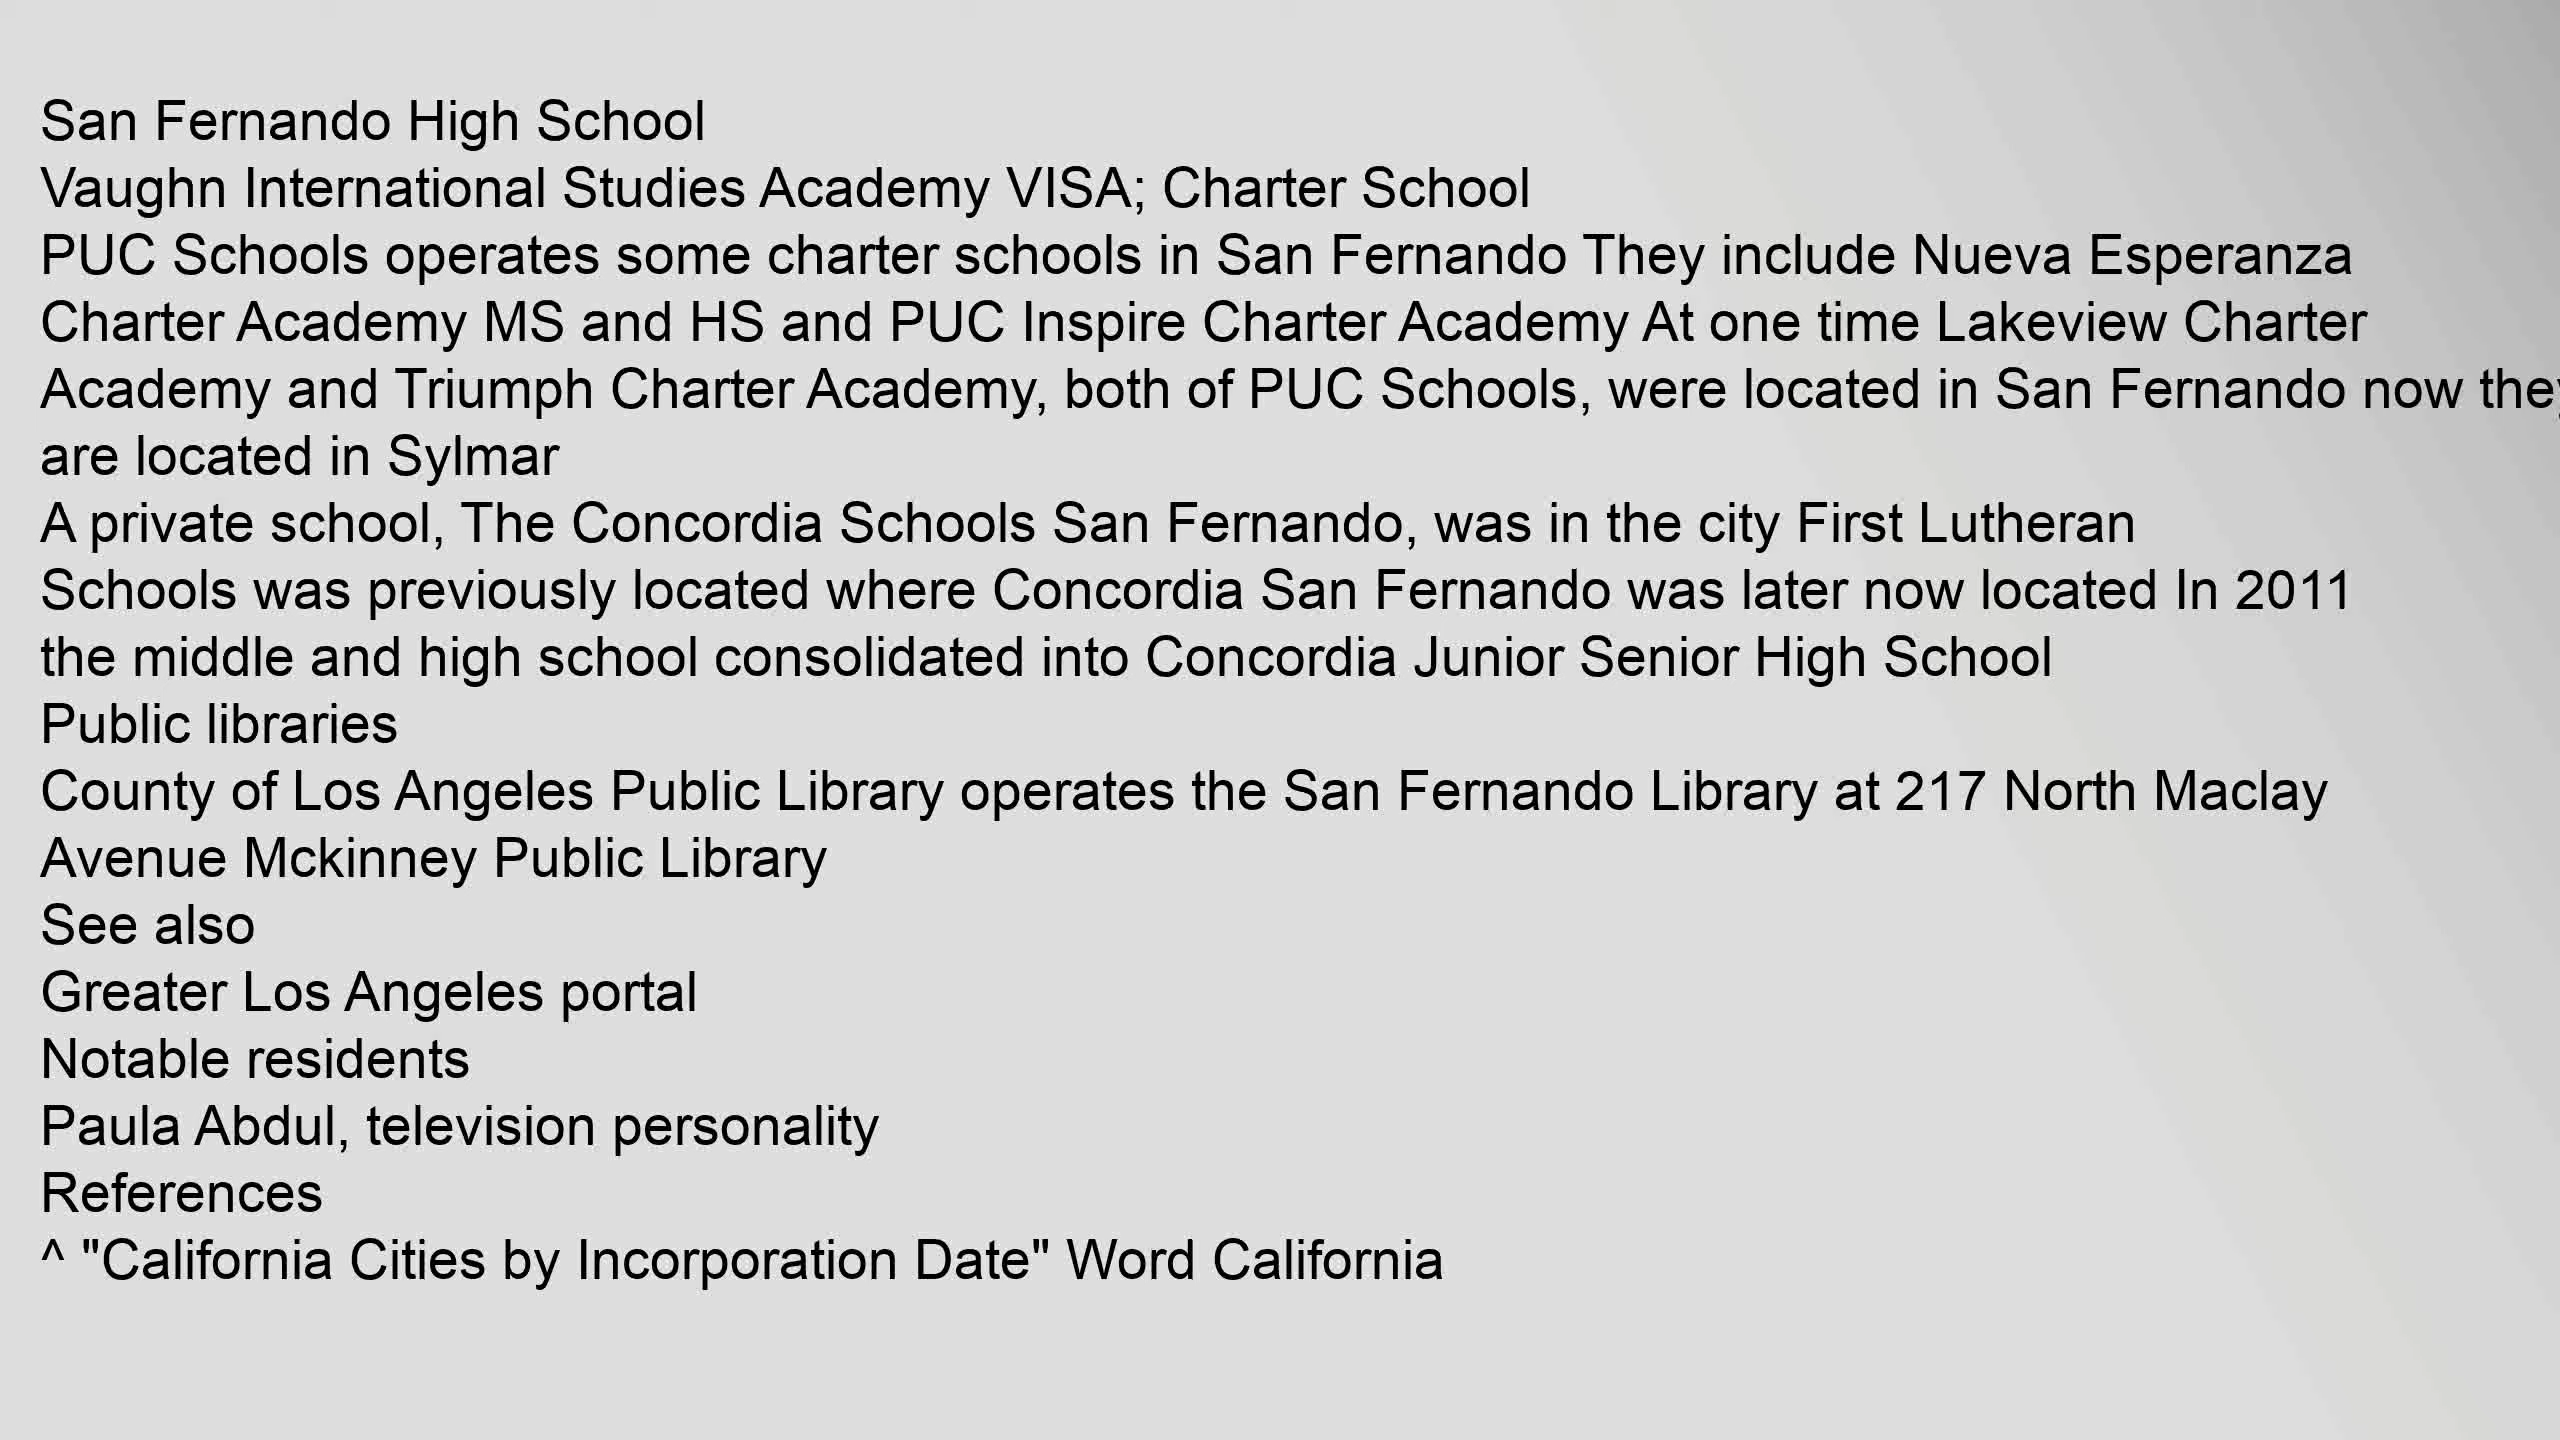 San Fernando High School
Vaughn International Studies Academy VISA; Charter School
PUC Schools operates some charter schools in San Fernando They include Nueva Esperanza
Charter Academy MS and HS and PUC Inspire Charter Academy At one time Lakeview Charter
Academy and Triumph Charter Academy, both of PUC Schools, were located in San Fernando now they
are located in Sylmar
A private school, The Concordia Schools San Fernando, was in the city First Lutheran
Schools was previously located where Concordia San Fernando was later now located In 2011
the middle and high school consolidated into Concordia Junior Senior High School
Public libraries
County of Los Angeles Public Library operates the San Fernando Library at 217 North Maclay
Avenue Mckinney Public Library
See also
Greater Los Angeles portal
Notable residents
Paula Abdul, television personality
References
^ "California Cities by Incorporation Date" Word California